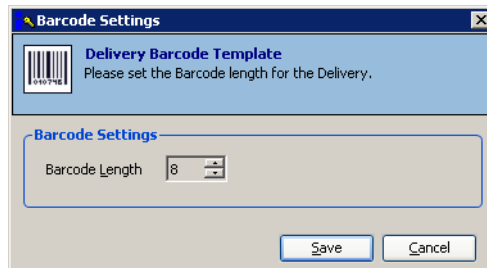 Barcode Settings
Delivery Barcode Template
Please set the Barcode length for the Delivery.
Barcode Settings
Barcode Length 8
Save Cancel